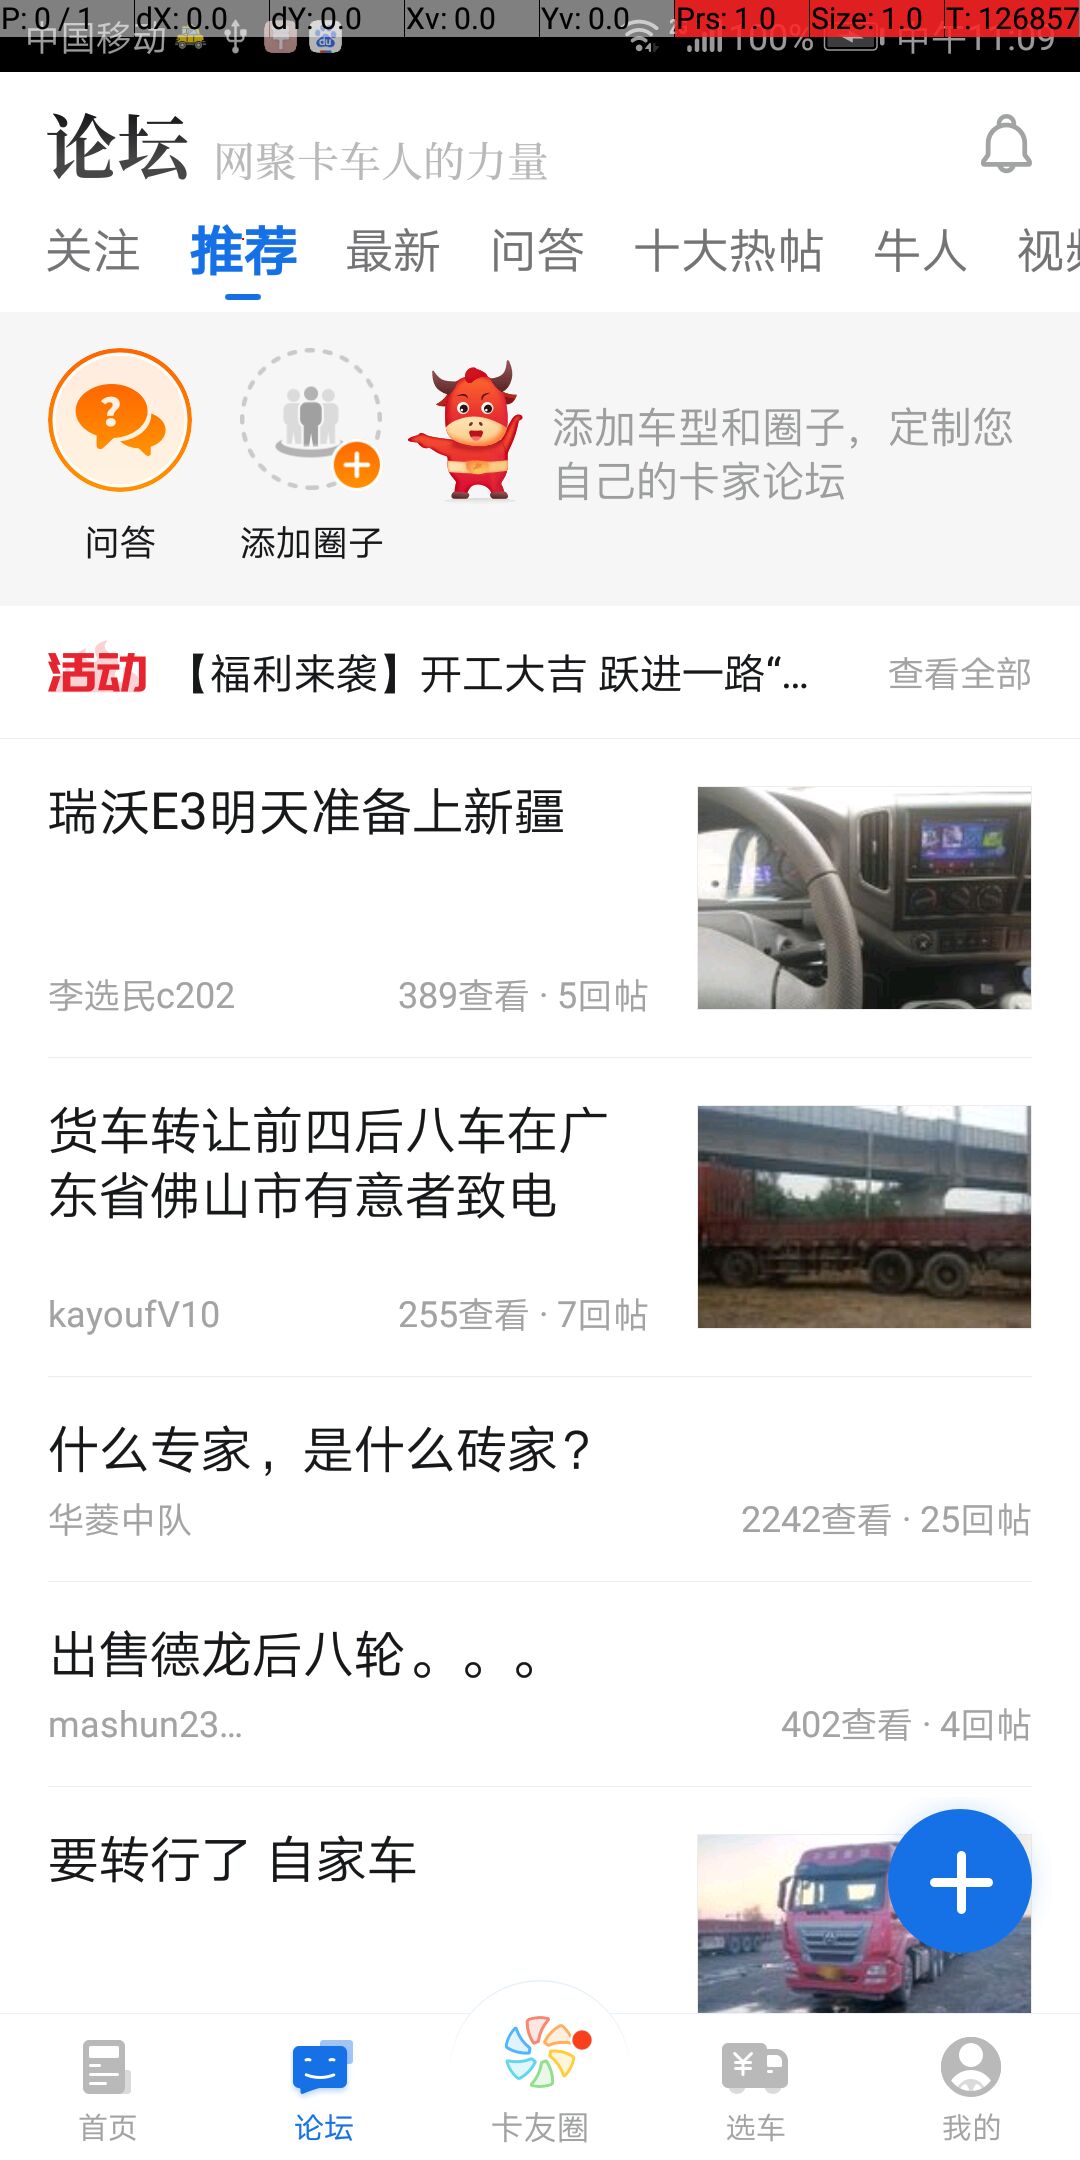 P: 0 / 1 dX: 0.0 dY: 0.0 Xv: 0.0 Yv: 0.0 Prs: 1.0 Size: 1.0 T: 126857
中国移动 100% 中午11:09
论坛 网聚卡车人的力量
关注 推荐 最新 问答 十大热帖 牛人 视频
添加车型和圈子，定制您
自己的卡家论坛
问答 添加圈子
活动 【福利来袭】开工大吉 跃进一路“... 查看全部
瑞沃E3明天准备上新疆
李选民c202 389查看 · 5回帖
货车转让前四后八车在广
东省佛山市有意者致电
kayoufV10 255查看 · 7回帖
什么专家，是什么砖家？
华菱中队 2242查看 · 25回帖
出售德龙后八轮。。。
mashun23... 402查看 · 4回帖
要转行了 自家车
首页 论坛 卡友圈 选车 我的